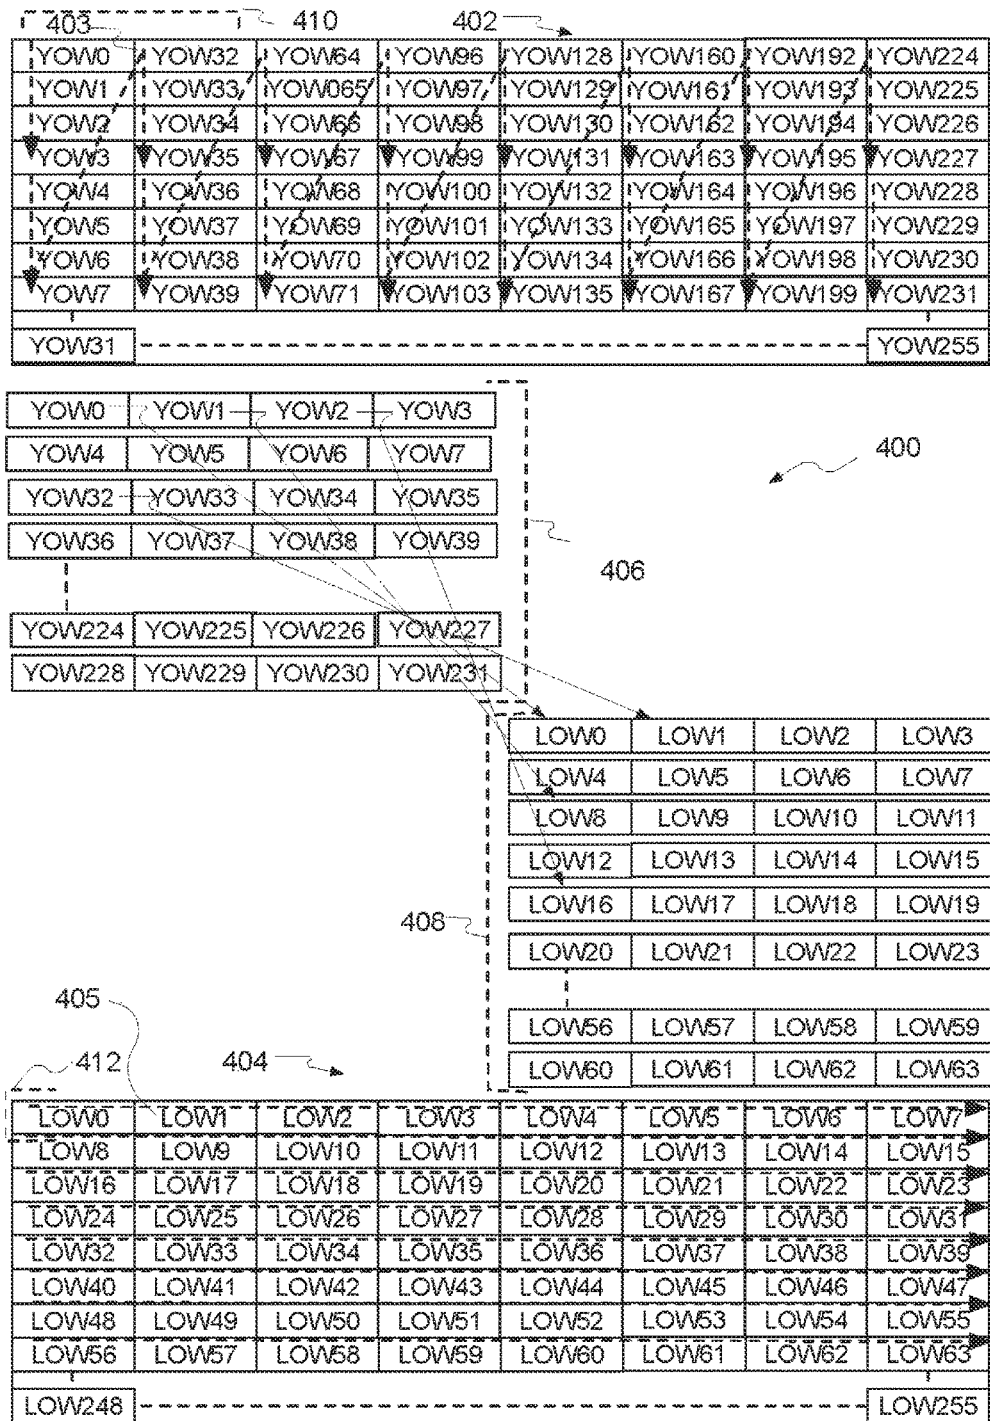 403 410 402
YOW0 YOW32 YOW64 YOW96 YOW128 YOW160 YOW192 YOW224
YOW1 YOW33 YOW065 YOW97 YOW129 YOW161 YOW193 YOW225
YOW2 YOW34 YOW66 YOW98 YOW130 YOW162 YOW194 YOW226
YOW3 YOW35 YOW67 YOW99 YOW131 YOW163 YOW195 YOW227
YOW4 YOW36 YOW68 YOW100 YOW132 YOW164 YOW196 YOW228
YOW5 YOW37 YOW69 YOW101 YOW133 YOW165 YOW197 YOW229
YOW6 YOW38 YOW70 YOW102 YOW134 YOW166 YOW198 YOW230
YOW7 YOW39 YOW71 YOW103 YOW135 YOW167 YOW199 YOW231
YOW31 YOW255
YOW0 YOW1 YOW2 YOW3
YOW4 YOW5 YOW6 YOW7
400
YOW32 YOW33 YOW34 YOW35
YOW36 YOW37 YOW38 YOW39
406
YOW224 YOW225 YOW226 YOW227
YOW228 YOW229 YOW230 YOW231
LOW0 LOW1 LOW2 LOW3
LOW4 LOW5 LOW6 LOW7
LOW8 LOW9 LOW10 LOW11
LOW12 LOW13 LOW14 LOW15
LOW16 LOW17 LOW18 LOW19
408
LOW20 LOW21 LOW22 LOW23
405
LOW56 LOW57 LOW58 LOW59
412 404
LOW60 LOW61 LOW62 LOW63
LOW0 LOW1 LOW2 LOW3 LOW4 LOW5 LOW6 LOW7
LOW8 LOW9 LOW10 LOW11 LOW12 LOW13 LOW14 LOW15
LOW16 LOW17 LOW18 LOW19 LOW20 LOW21 LOW22 LOW23
LOW24 LOW25 LOW26 LOW27 LOW28 LOW29 LOW30 LOW31
LOW32 LOW33 LOW34 LOW35 LOW36 LOW37 LOW38 LOW39
LOW40 LOW41 LOW42 LOW43 LOW44 LOW45 LOW46 LOW47
LOW48 LOW49 LOW50 LOW51 LOW52 LOW53 LOW54 LOW55
LOW56 LOW57 LOW58 LOW59 LOW60 LOW61 LOW62 LOW63
LOW248 LOW255